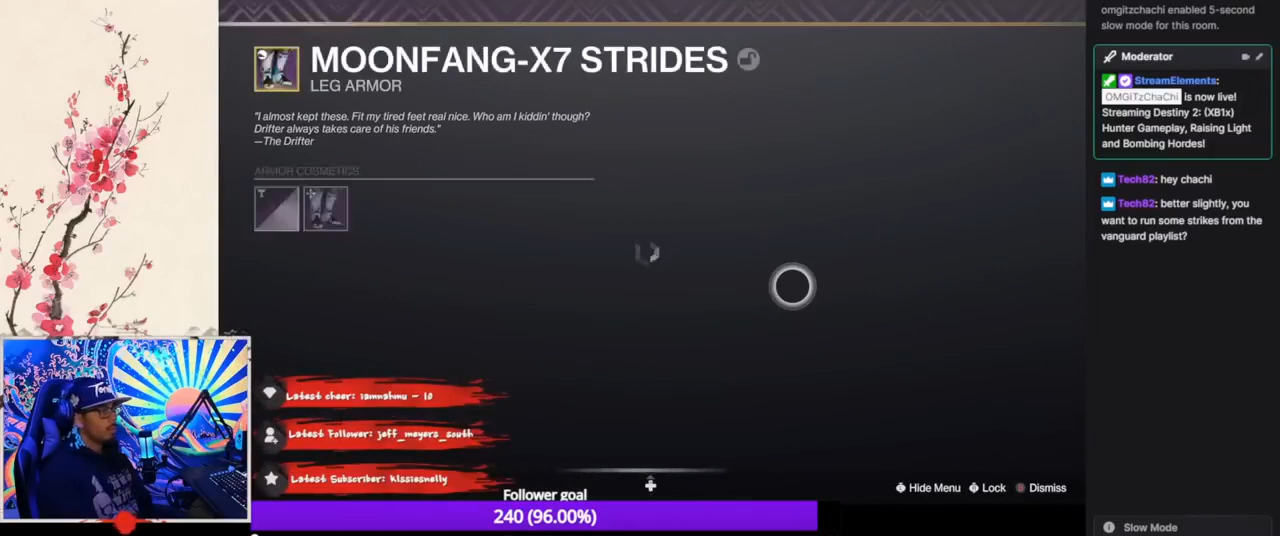 omgitzchachi enabled 5-second
slow mode for this room.
Moderator
StreamElements:
OMGiTzChaChi is now live!
Streaming Destiny 2: (XB1x)
Hunter Gameplay, Raising Light
and Bombing Hordes!
Tech82: hey chachi
Tech82: better slightly, you
want to run some strikes from the
vanguard playlist?
Slow Mode
MOONFANG-X7 STRIDES
LEG ARMOR
"I almost kept these. Fit my tired feet real nice. Who am I kiddin' though?
Drifter always takes care of his friends."
—The Drifter
ARMOR COSMETICS
Latest cheer: iamnahmu - 10
Latest Follower: jeff_meyers_south
Latest Subscriber: kissiesnelly
Hide Menu
Lock
Dismiss
Follower goal
240 (96.00%)